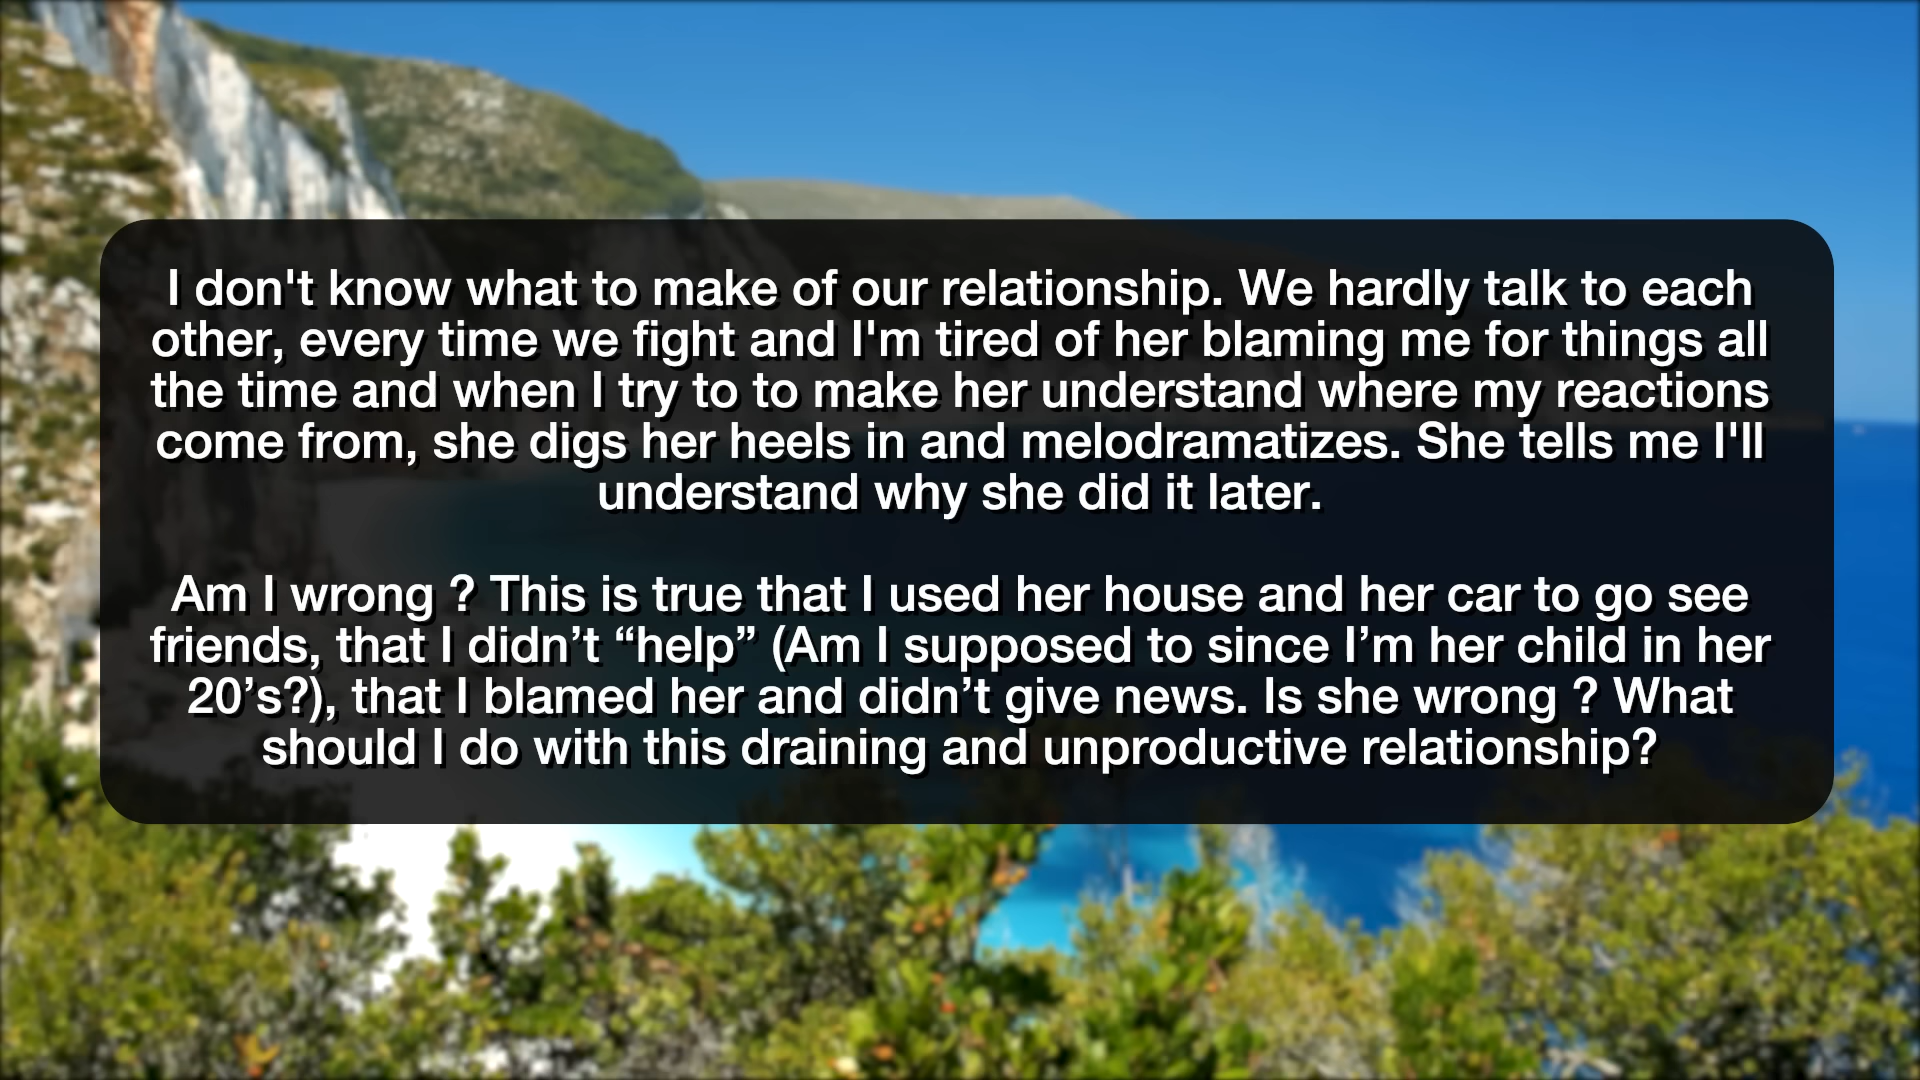 I don't know what to make of our relationship. We hardly talk to each
other, every time we fight and I'm tired of her blaming me for things all
the time and when I try to to make her understand where my reactions
come from, she digs her heels in and melodramatizes. She tells me I'll
understand why she did it later.
Am I wrong ? This is true that I used her house and her car to go see
friends, that I didn’t “help” (Am I supposed to since I’m her child in her
20’s?), that I blamed her and didn’t give news. Is she wrong ? What
should I do with this draining and unproductive relationship?